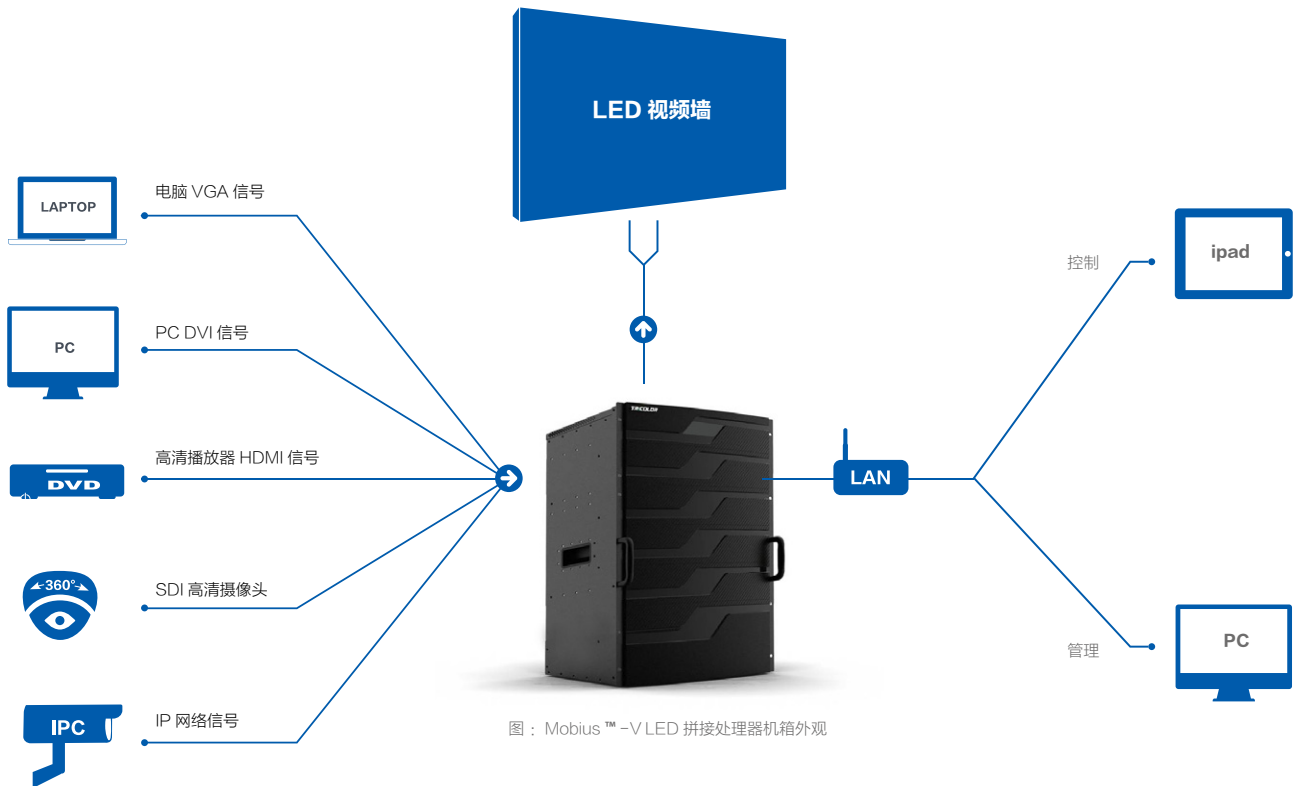 LED 视频墙
电脑 VGA 信号
LAPTOP
PC DVI 信号
PC
高清播放器 HDMI 信号
DVD
SDI 高清摄像头
360°
IP 网络信号
IPC
TRICOLOR
LAN
控制
ipad
管理
PC
图： Mobius™-V LED 拼接处理器机箱外观